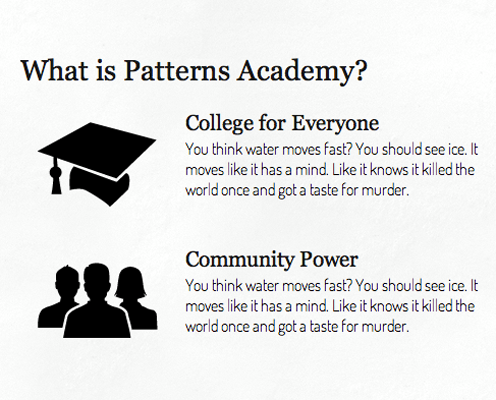 What is Patterns Academy?
College for Everyone
You think water moves fast? You should see ice. It
moves like it has a mind. Like it knows it killed the
world once and got a taste for murder.
Community Power
You think water moves fast? You should see ice. It
moves like it has a mind. Like it knows it killed the
world once and got a taste for murder.